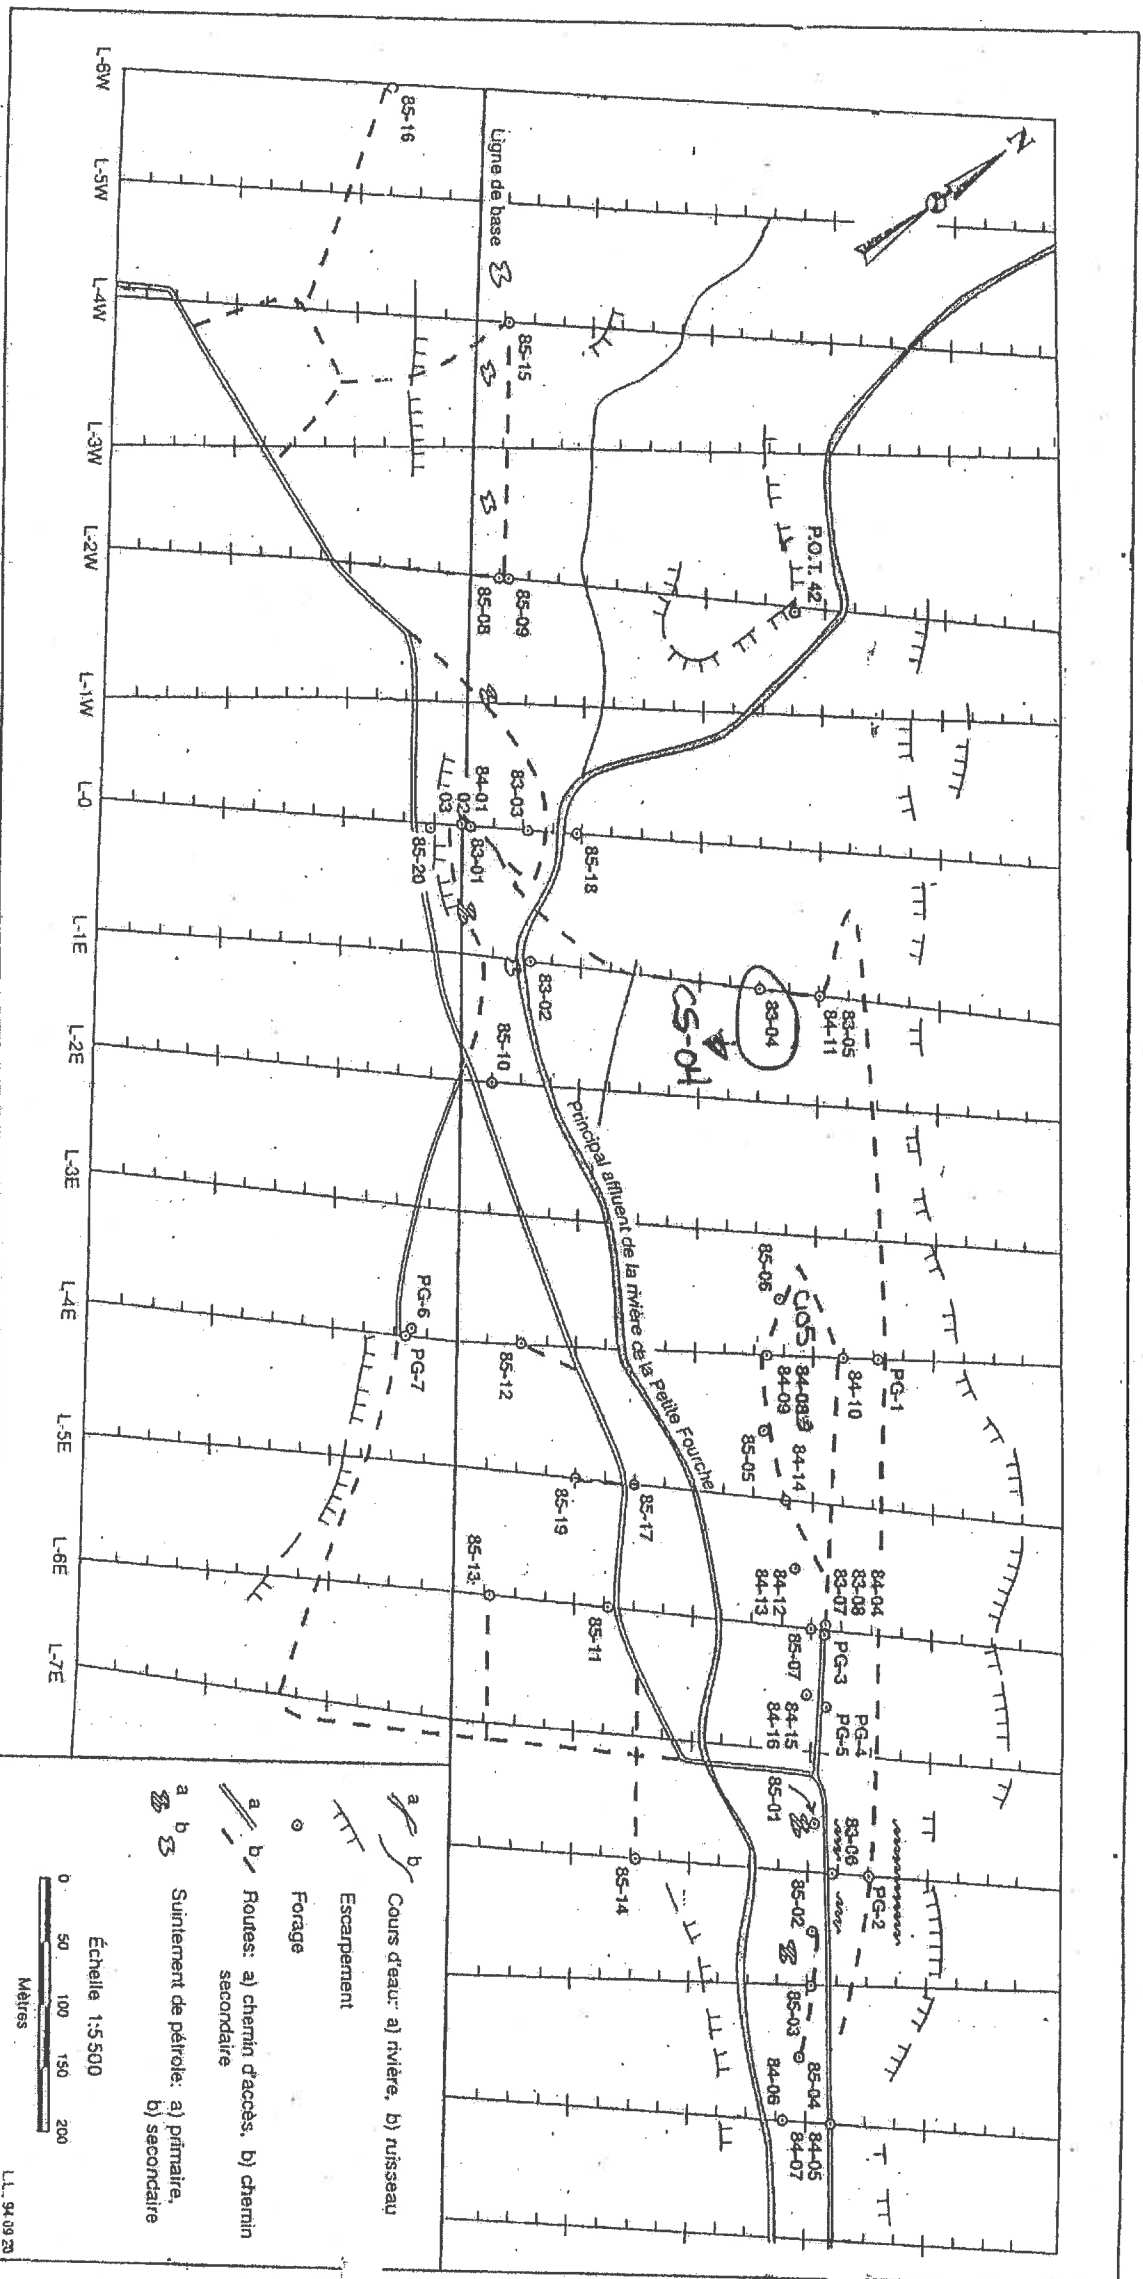 N
L-6W
L-5W
L-4W
L-3W
L-2W
L-1W
L-0
L-1E
L-2E
L-3E
L-4E
L-5E
L-6E
L-7E
Ligne de base
85-16
85-15
85-09
85-08
P.O.T. 42
83-03
84-01
02
03
83-01
85-20
85-18
83-02
83-04
CS-04
83-05
84-11
85-10
Principal affluent de la rivière de la Petite Fourche
85-06
PG-1
84-10
84-08
84-09
85-05
84-14
PG-6
PG-7
85-12
85-19
85-17
85-13
85-11
84-12
84-13
84-04
83-08
83-07
PG-3
85-07
PG-4
PG-5
84-15
84-16
85-01
83-06
PG-2
85-02
85-03
85-14
85-04
84-06
84-05
84-07
a b Cours d'eau: a) rivière, b) ruisseau
Escarpement
Forage
a b Routes: a) chemin d'accès, b) chemin
secondaire
a b Suintement de pétrole: a) primaire,
b) secondaire
Échelle 1:5500
0 50 100 150 200
Mètres
L.L., 94 09 20